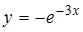 y = −e⁻³ˣ